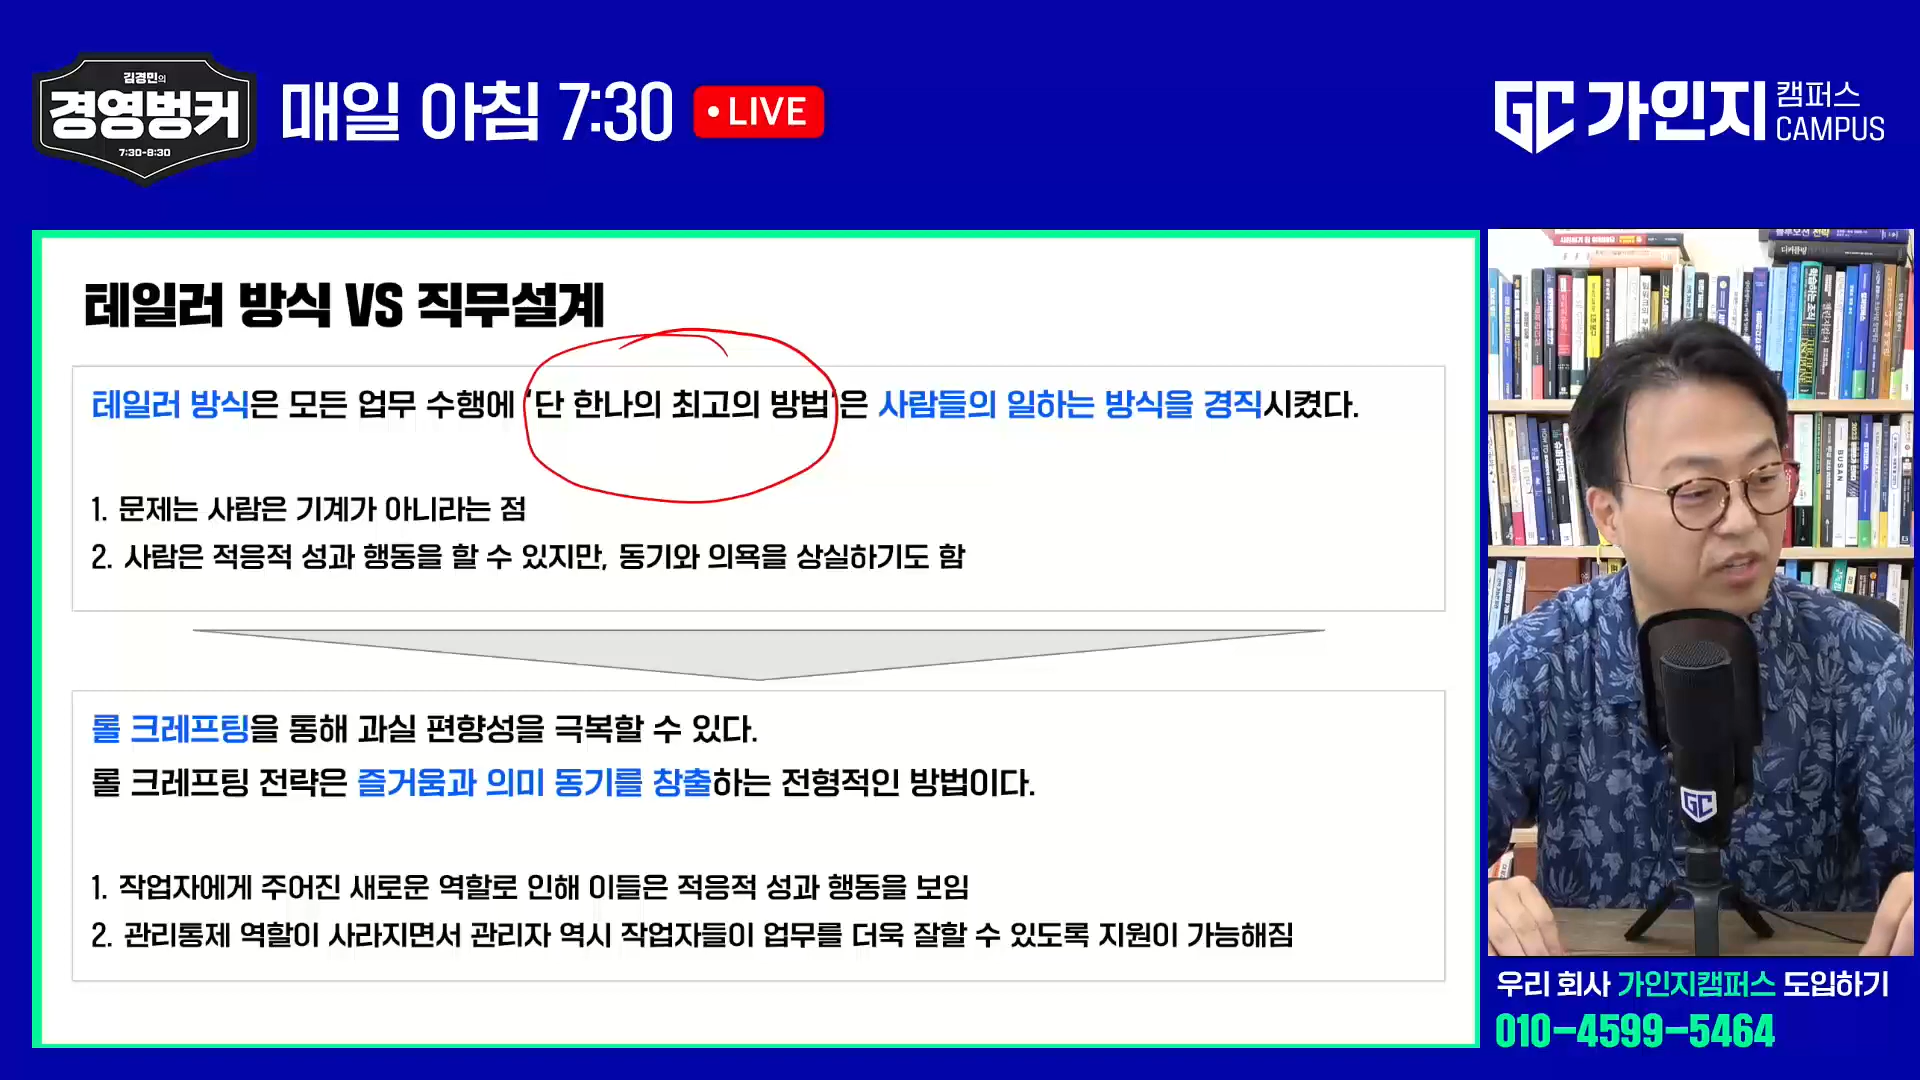 김경민의
경영벙커
7:30-8:30
매일 아침 7:30
• LIVE
GC 가인지 캠퍼스
CAMPUS
테일러 방식 VS 직무설계
테일러 방식은 모든 업무 수행에 '단 한나의 최고의 방법'은 사람들의 일하는 방식을 경직시켰다.
1. 문제는 사람은 기계가 아니라는 점
2. 사람은 적응적 성과 행동을 할 수 있지만, 동기와 의욕을 상실하기도 함
롤 크레프팅을 통해 과실 편향성을 극복할 수 있다.
롤 크레프팅 전략은 즐거움과 의미 동기를 창출하는 전형적인 방법이다.
1. 작업자에게 주어진 새로운 역할로 인해 이들은 적응적 성과 행동을 보임
2. 관리통제 역할이 사라지면서 관리자 역시 작업자들이 업무를 더욱 잘할 수 있도록 지원이 가능해짐
디커플링
BUSAN
GC
우리 회사 가인지캠퍼스 도입하기
010-4599-5464